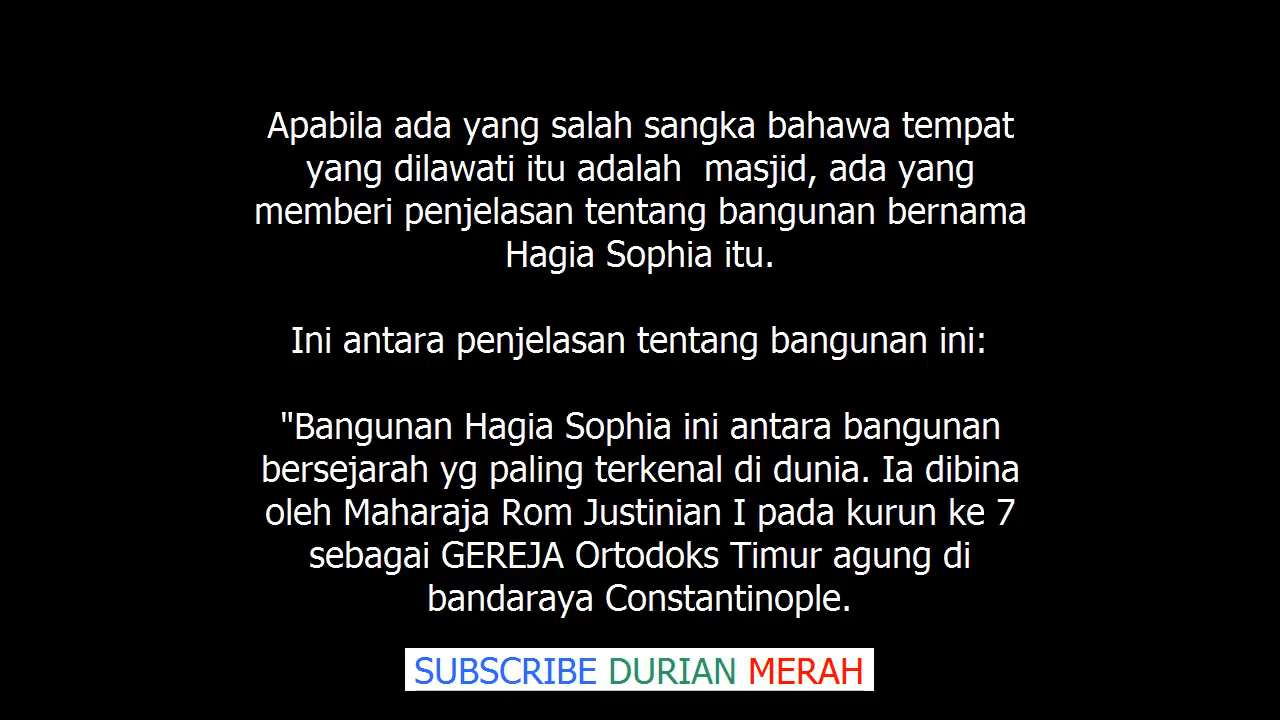 Apabila ada yang salah sangka bahawa tempat
yang dilawati itu adalah  masjid, ada yang
memberi penjelasan tentang bangunan bernama
Hagia Sophia itu.
Ini antara penjelasan tentang bangunan ini:
"Bangunan Hagia Sophia ini antara bangunan
bersejarah yg paling terkenal di dunia. Ia dibina
oleh Maharaja Rom Justinian I pada kurun ke 7
sebagai GEREJA Ortodoks Timur agung di
bandaraya Constantinople.
SUBSCRIBE DURIAN MERAH